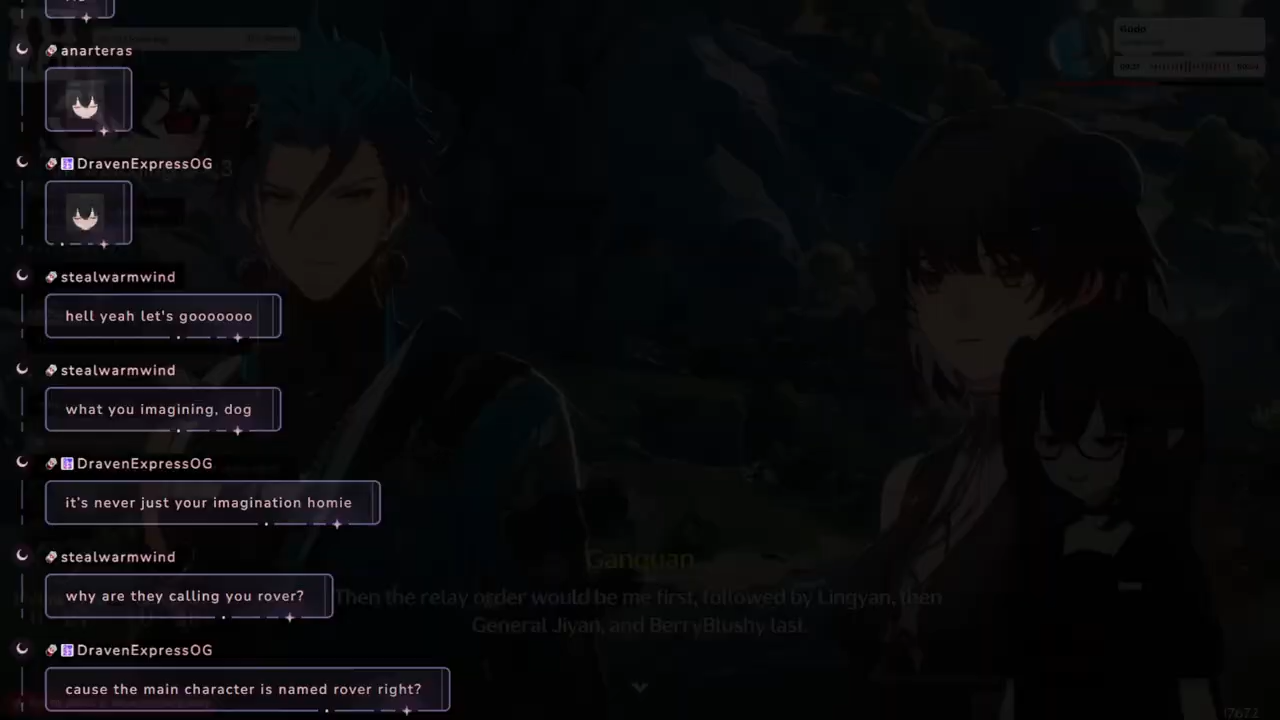 anarteras
DravenExpressOG
stealwarmwind
hell yeah let's gooooooo
stealwarmwind
what you imagining, dog
DravenExpressOG
it's never just your imagination homie
stealwarmwind
why are they calling you rover?
DravenExpressOG
cause the main character is named rover right?
Ganquan
Then the relay order would be me first, followed by Lingyan, then
General Jiyan, and BerryBlushy last.